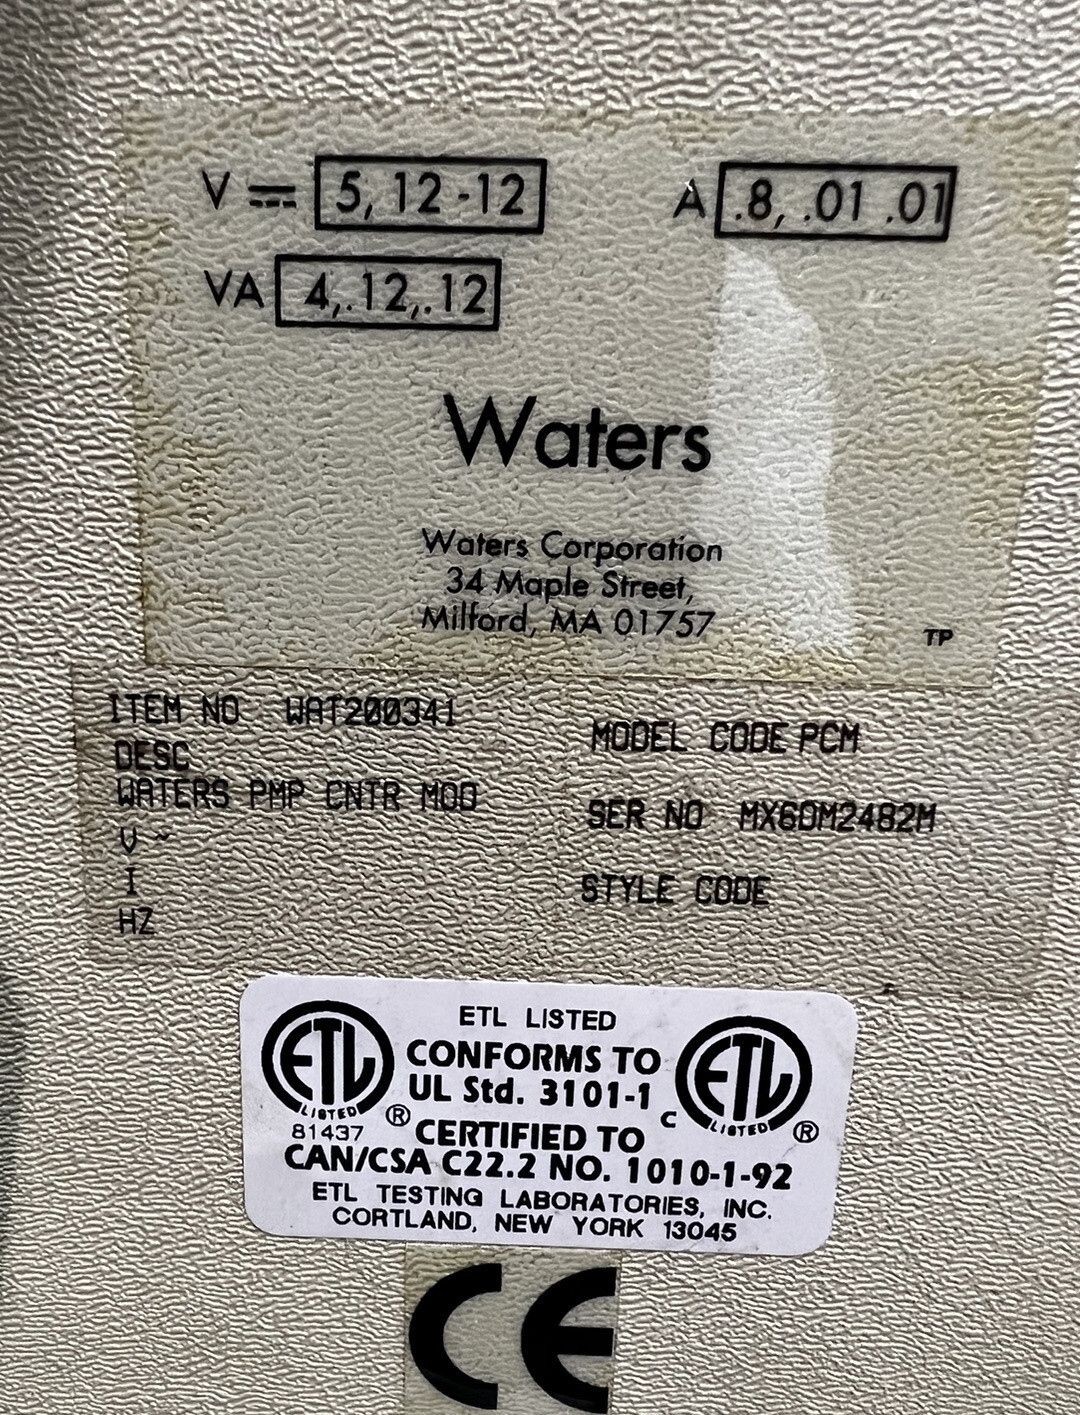 V ⎓ 5, 12 -12 A .8, .01 .01
VA 4,.12,.12
Waters
Waters Corporation
34 Maple Street,
Milford, MA 01757
TP
ITEM NO WAT200341
DESC
WATERS PMP CNTR MOD
V ~
I
HZ
MODEL CODE PCM
SER NO MX6DM2482M
STYLE CODE
ETL LISTED
CONFORMS TO
UL Std. 3101-1
ETL
LISTED
®
81437
C
ETL
LISTED
®
CERTIFIED TO
CAN/CSA C22.2 NO. 1010-1-92
ETL TESTING LABORATORIES, INC.
CORTLAND, NEW YORK 13045
CE